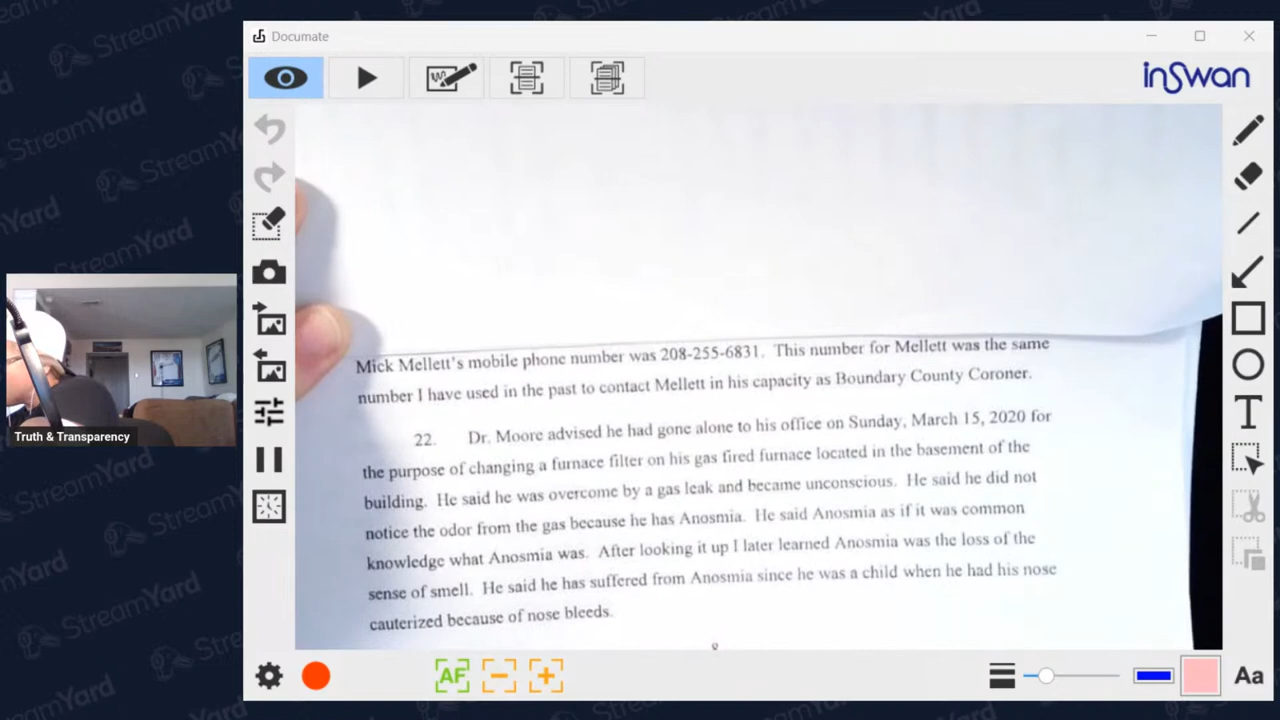 StreamYard
Documate
inSwan
Mick Mellett's mobile phone number was 208-255-6831. This number for Mellett was the same
number I have used in the past to contact Mellett in his capacity as Boundary County Coroner.
22. Dr. Moore advised he had gone alone to his office on Sunday, March 15, 2020 for
the purpose of changing a furnace filter on his gas fired furnace located in the basement of the
building. He said he was overcome by a gas leak and became unconscious. He said he did not
notice the odor from the gas because he has Anosmia. He said Anosmia as if it was common
knowledge what Anosmia was. After looking it up I later learned Anosmia was the loss of the
sense of smell. He said he has suffered from Anosmia since he was a child when he had his nose
cauterized because of nose bleeds.
Truth & Transparency
T
AF
Aa